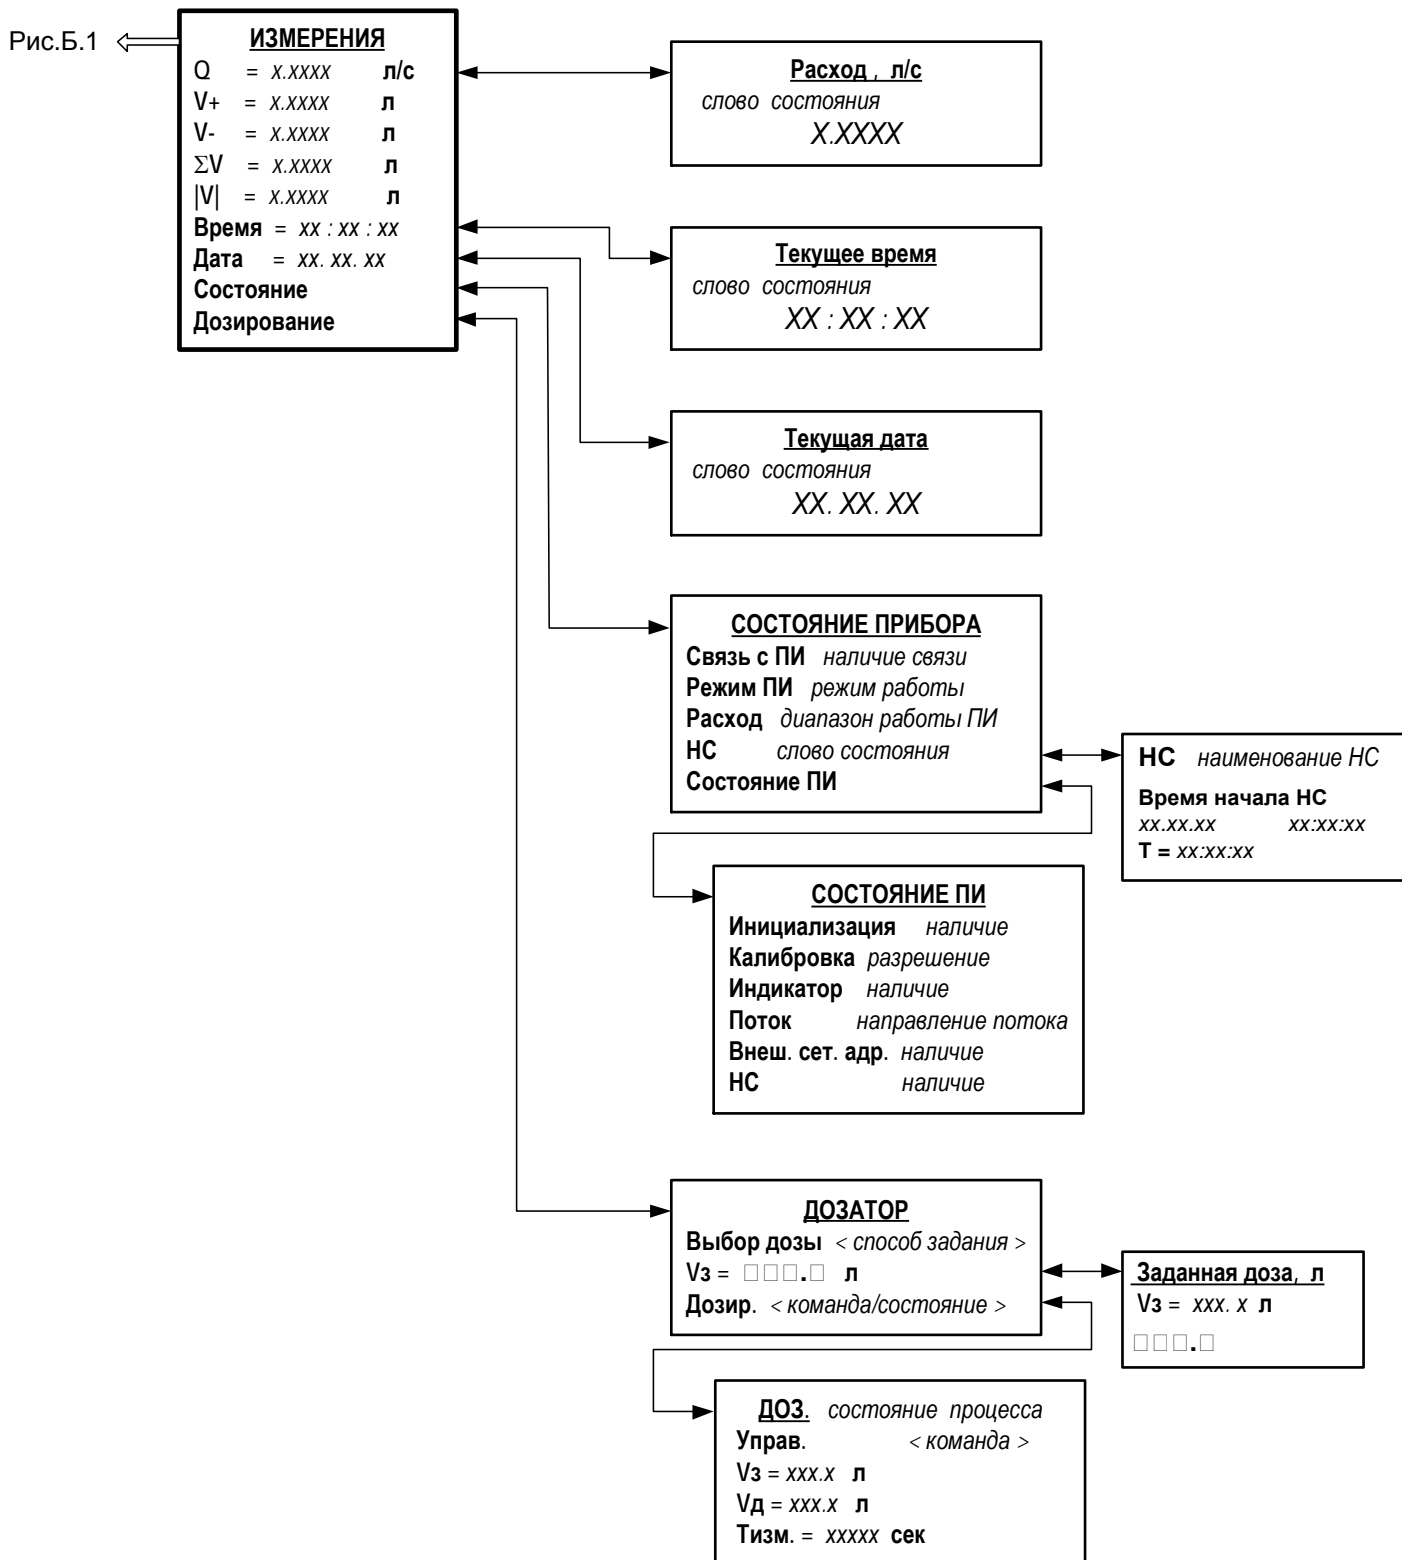 Рис.Б.1
ИЗМЕРЕНИЯ
Q = x.xxxx л/с
V+ = x.xxxx л
V- = x.xxxx л
ΣV = x.xxxx л
|V| = x.xxxx л
Время = xx : xx : xx
Дата = xx. xx. xx
Состояние
Дозирование
Расход , л/с
слово состояния
X.XXXX
Текущее время
слово состояния
XX : XX : XX
Текущая дата
слово состояния
XX. XX. XX
СОСТОЯНИЕ ПРИБОРА
Связь с ПИ наличие связи
Режим ПИ режим работы
Расход диапазон работы ПИ
НС слово состояния
Состояние ПИ
НС наименование НС
Время начала НС
xx.xx.xx xx:xx:xx
Т = xx:xx:xx
СОСТОЯНИЕ ПИ
Инициализация наличие
Калибровка разрешение
Индикатор наличие
Поток направление потока
Внеш. сет. адр. наличие
НС наличие
ДОЗАТОР
Выбор дозы < способ задания >
Vз = □□□.□ л
Дозир. < команда/состояние >
Заданная доза, л
Vз = xxx. x л
□□□.□
ДОЗ. состояние процесса
Управ. < команда >
Vз = xxx.x л
Vд = xxx.x л
Тизм. = xxxxx сек